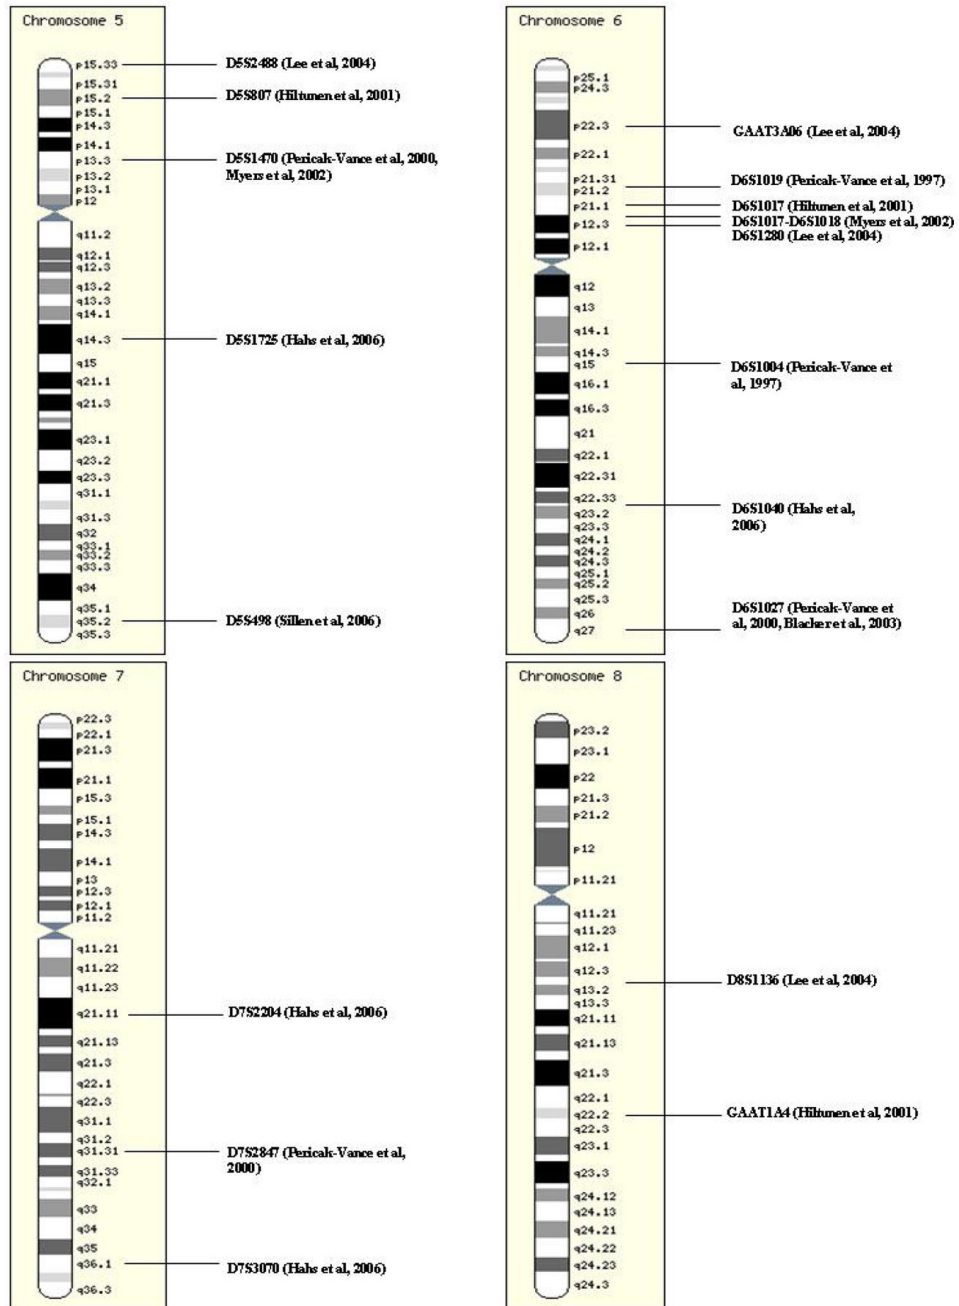 Chromosome 5
p15.33
D5S2488 (Lee et al, 2004)
p15.31
p15.2
D5S807 (Hiltunen et al, 2001)
p15.1
p14.3
p14.1
p13.3
D5S1470 (Pericak-Vance et al, 2000,
Myers et al, 2002)
p13.2
p13.1
p12
q11.2
q12.1
q12.3
q13.2
q13.3
q14.1
q14.3
D5S1725 (Hahs et al, 2006)
q15
q21.1
q21.3
q23.1
q23.2
q23.3
q31.1
q31.3
q32
q33.1
q33.2
q33.3
q34
q35.1
q35.2
D5S498 (Sillen et al, 2006)
q35.3
Chromosome 6
p25.1
p24.3
p22.3
GAAT3A06 (Lee et al, 2004)
p22.1
p21.31
D6S1019 (Pericak-Vance et al, 1997)
p21.2
p21.1
D6S1017 (Hiltunen et al, 2001)
D6S1017-D6S1018 (Myers et al, 2002)
p12.3
D6S1280 (Lee et al, 2004)
p12.1
q12
q13
q14.1
q14.3
q15
D6S1004 (Pericak-Vance et
al, 1997)
q16.1
q16.3
q21
q22.1
q22.31
q22.33
D6S1040 (Hahs et al,
2006)
q23.2
q23.3
q24.1
q24.2
q24.3
q25.1
q25.2
q25.3
q26
D6S1027 (Pericak-Vance et
al, 2000, Blacker et al., 2003)
q27
Chromosome 7
p22.3
p22.1
p21.3
p21.1
p15.3
p15.1
p14.3
p14.1
p13
p12.3
p12.1
p11.2
q11.21
q11.22
q11.23
q21.11
D7S2204 (Hahs et al, 2006)
q21.13
q21.3
q22.1
q22.3
q31.1
q31.2
q31.31
D7S2847 (Pericak-Vance et al,
2000)
q31.33
q32.1
q33
q34
q35
q36.1
D7S3070 (Hahs et al, 2006)
q36.3
Chromosome 8
p23.2
p23.1
p22
p21.3
p21.2
p12
p11.21
q11.21
q11.23
q12.1
q12.3
D8S1136 (Lee et al, 2004)
q13.2
q13.3
q21.11
q21.13
q21.3
q22.1
q22.2
GAAT1A4 (Hiltunen et al, 2001)
q22.3
q23.1
q23.3
q24.12
q24.13
q24.21
q24.22
q24.23
q24.3